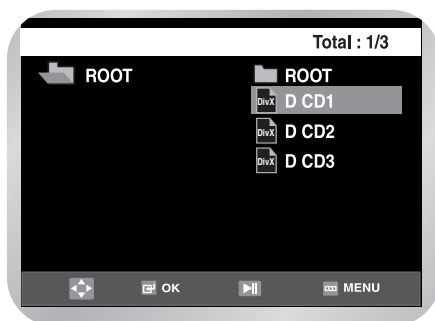 Total : 1/3
ROOT
ROOT
DivX D CD1
DivX D CD2
DivX D CD3
OK MENU